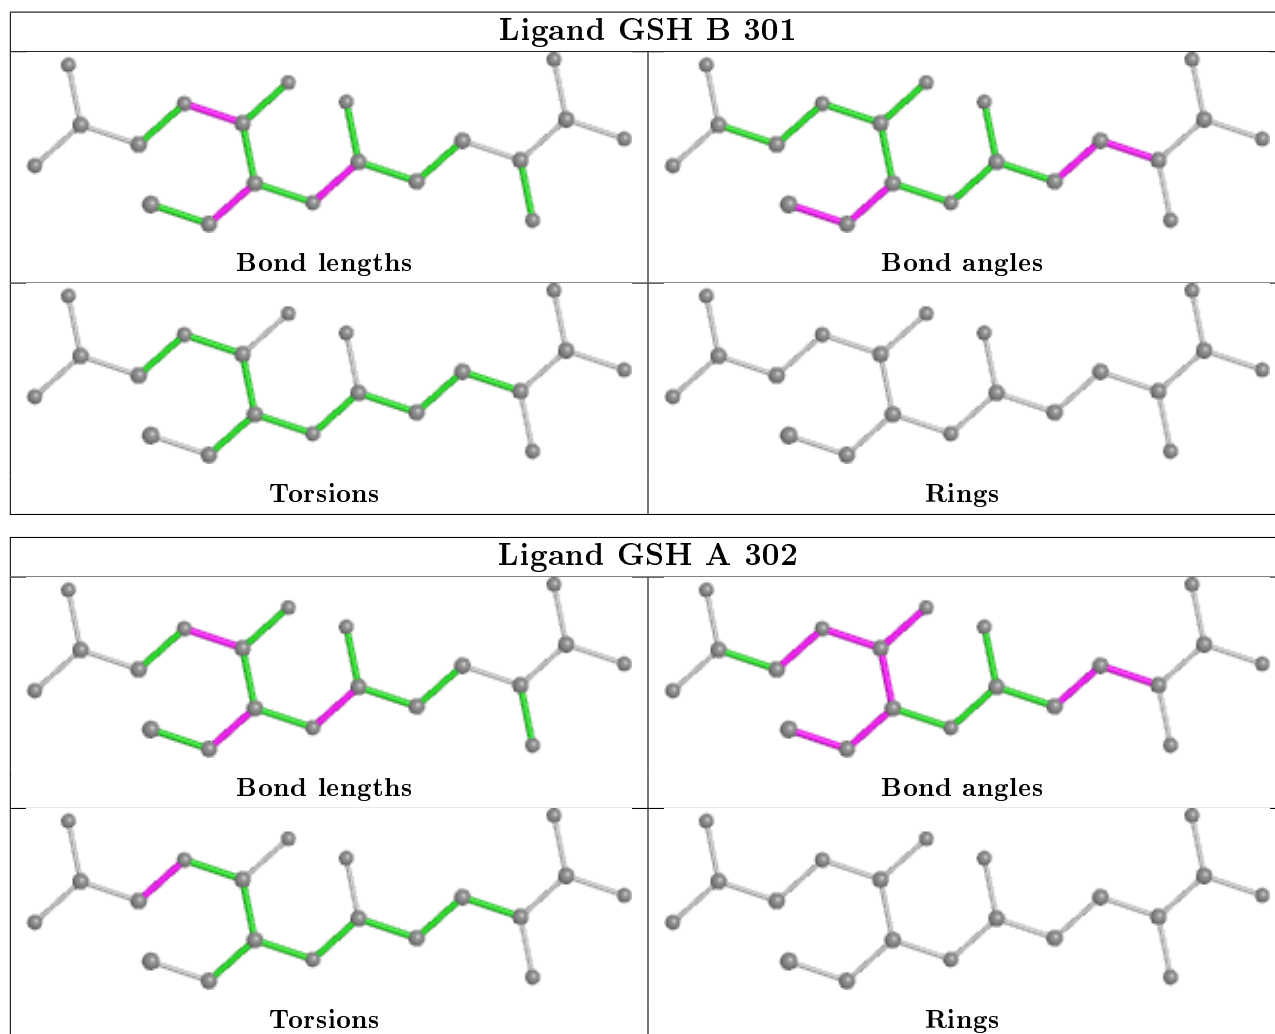 Ligand GSH B 301
Bond lengths
Bond angles
Torsions
Rings
Ligand GSH A 302
Bond lengths
Bond angles
Torsions
Rings